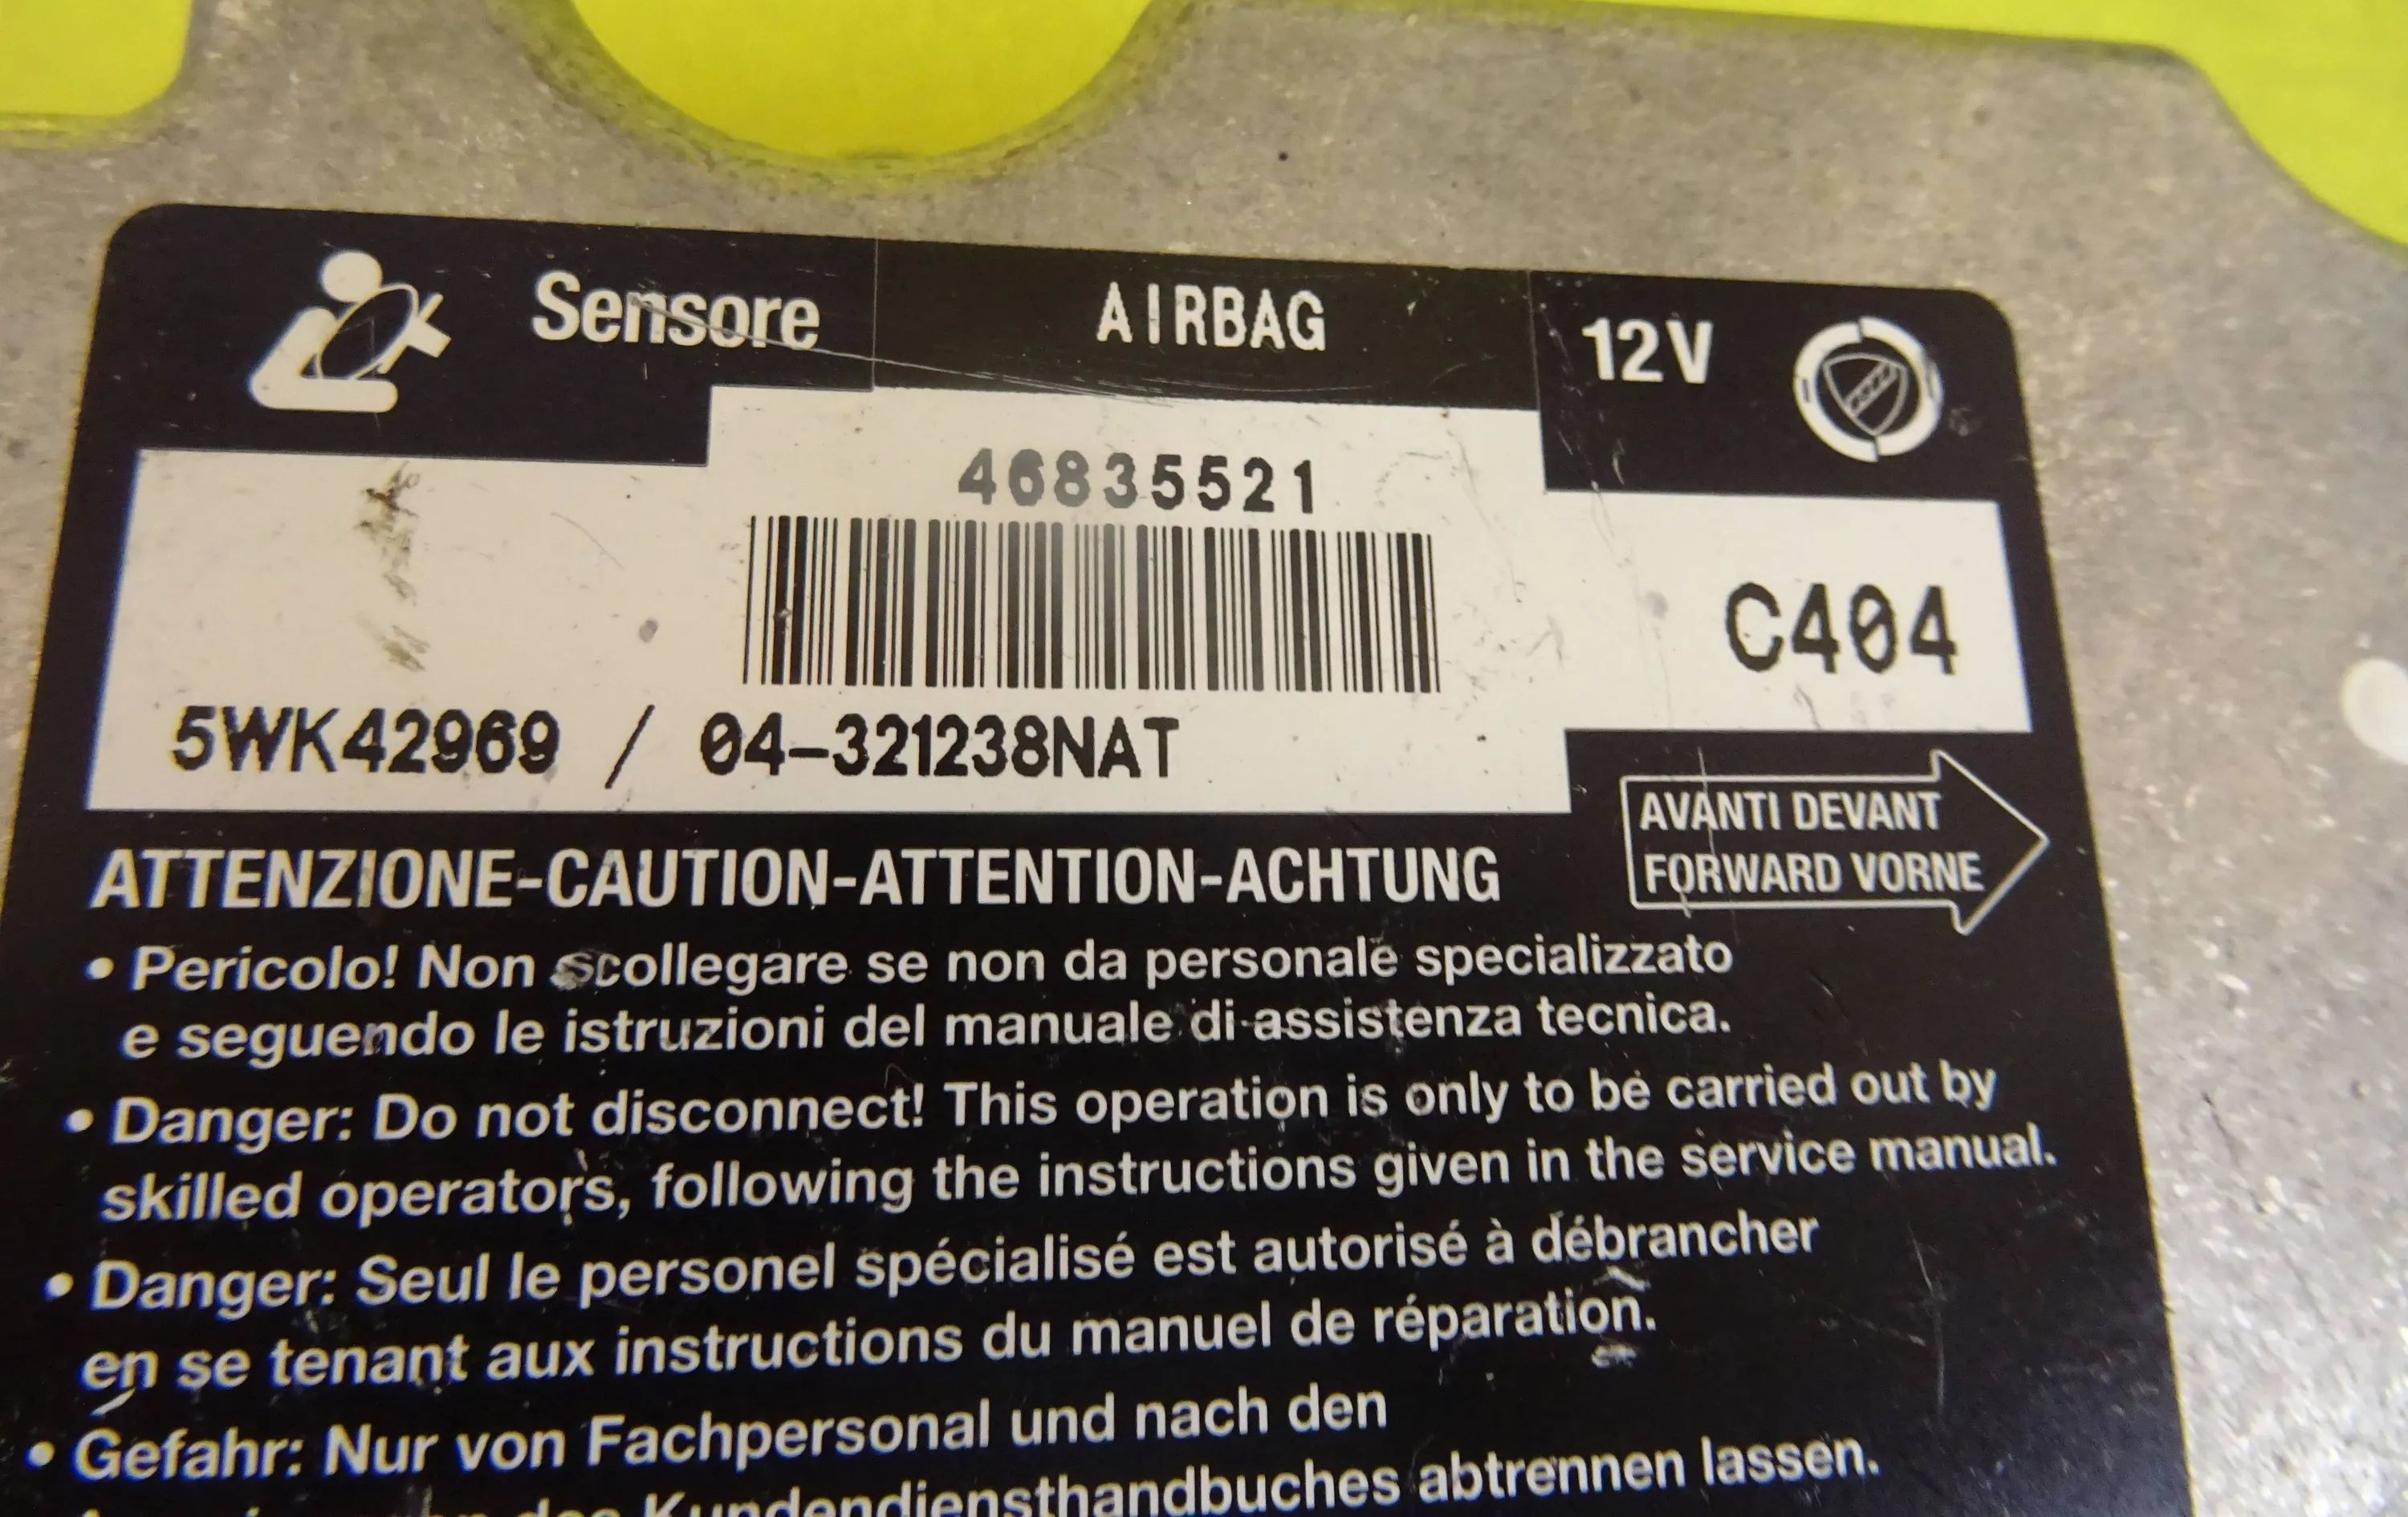 Sensore AIRBAG 12V
46835521
C404
5WK42969 / 04-321238NAT
AVANTI DEVANT
FORWARD VORNE
ATTENZIONE-CAUTION-ATTENTION-ACHTUNG
• Pericolo! Non scollegare se non da personale specializzato
e seguendo le istruzioni del manuale di assistenza tecnica.
• Danger: Do not disconnect! This operation is only to be carried out by
skilled operators, following the instructions given in the service manual.
• Danger: Seul le personel spécialisé est autorisé à débrancher
en se tenant aux instructions du manuel de réparation.
• Gefahr: Nur von Fachpersonal und nach den
des Kundendiensthandbuches abtrennen lassen.